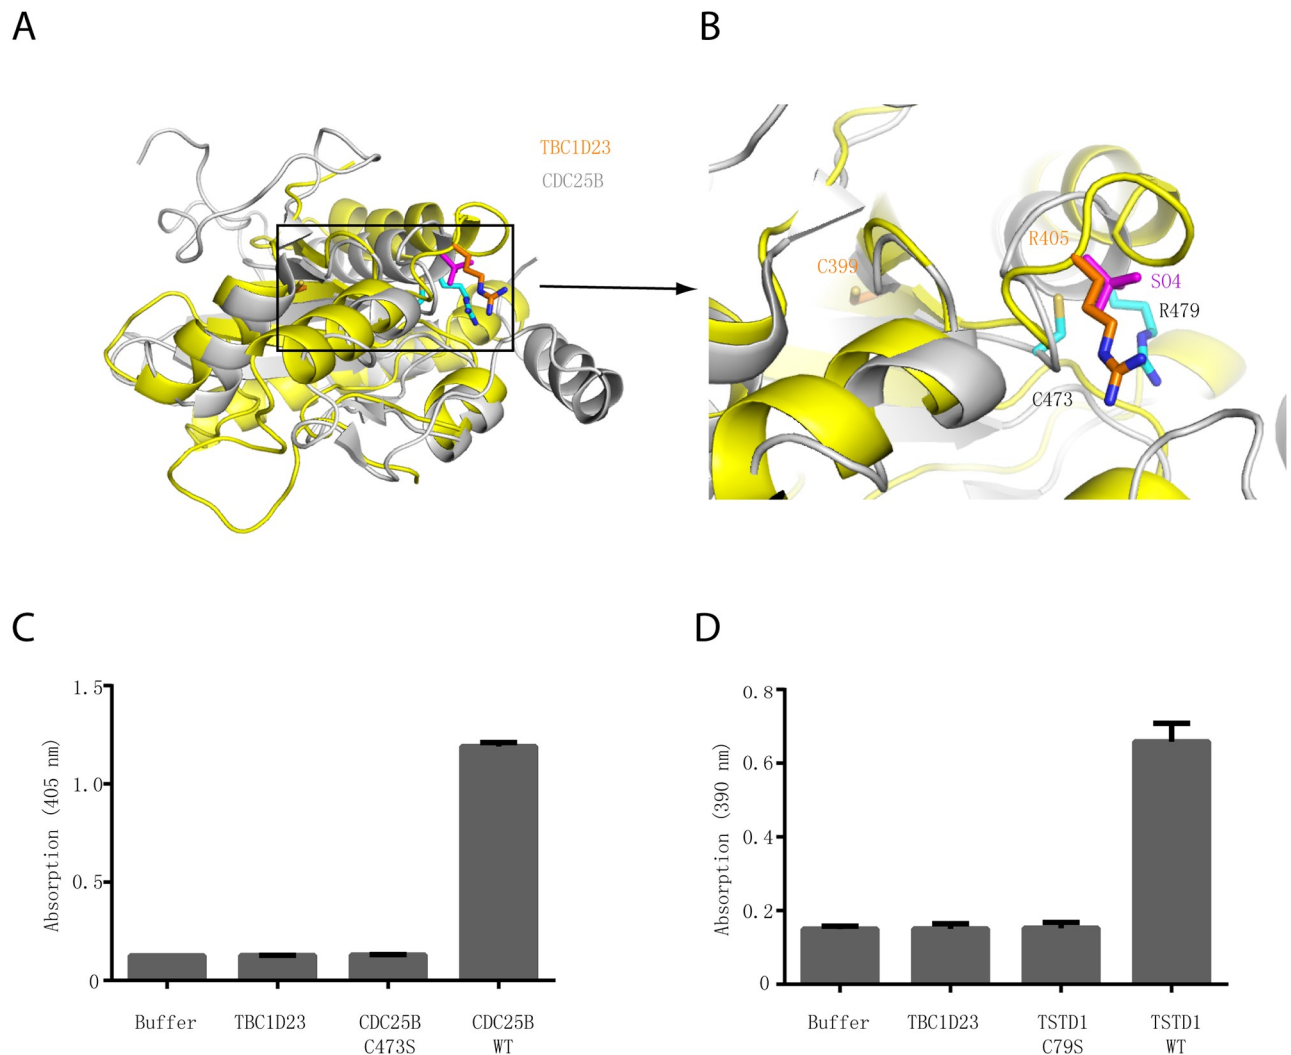 A
B
TBC1D23
CDC25B
R405
C399
SO4
R479
C473
C
D
1.5
1.0
0.5
0
Absorption (405 nm)
Buffer
TBC1D23
CDC25B
C473S
CDC25B
WT
0.8
0.6
0.4
0.2
0
Absorption (390 nm)
Buffer
TBC1D23
TSTD1
C79S
TSTD1
WT